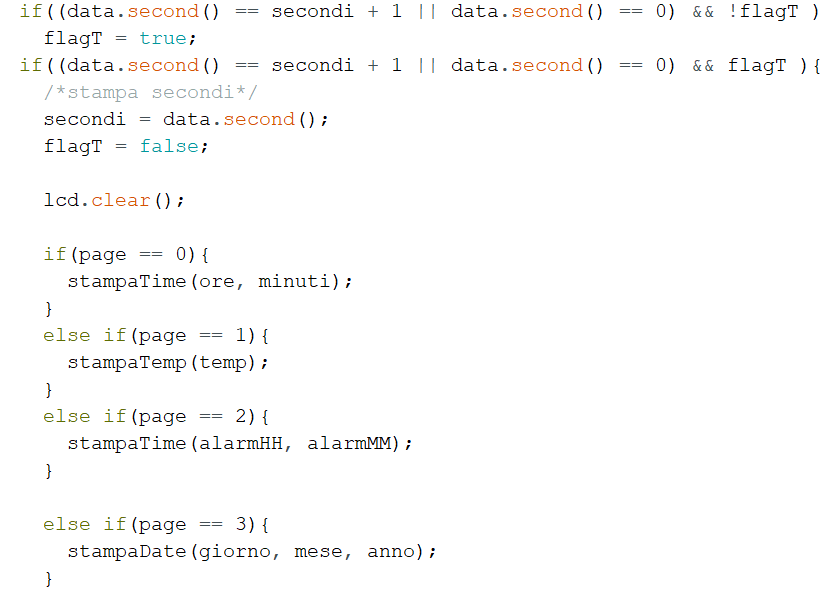 if((data.second() == secondi + 1 || data.second() == 0) && !flagT )
flagT = true;
if((data.second() == secondi + 1 || data.second() == 0) && flagT ){
/*stampa secondi*/
secondi = data.second();
flagT = false;
lcd.clear();
if(page == 0){
stampaTime(ore, minuti);
}
else if(page == 1){
stampaTemp(temp);
}
else if(page == 2){
stampaTime(alarmHH, alarmMM);
}
else if(page == 3){
stampaDate(giorno, mese, anno);
}